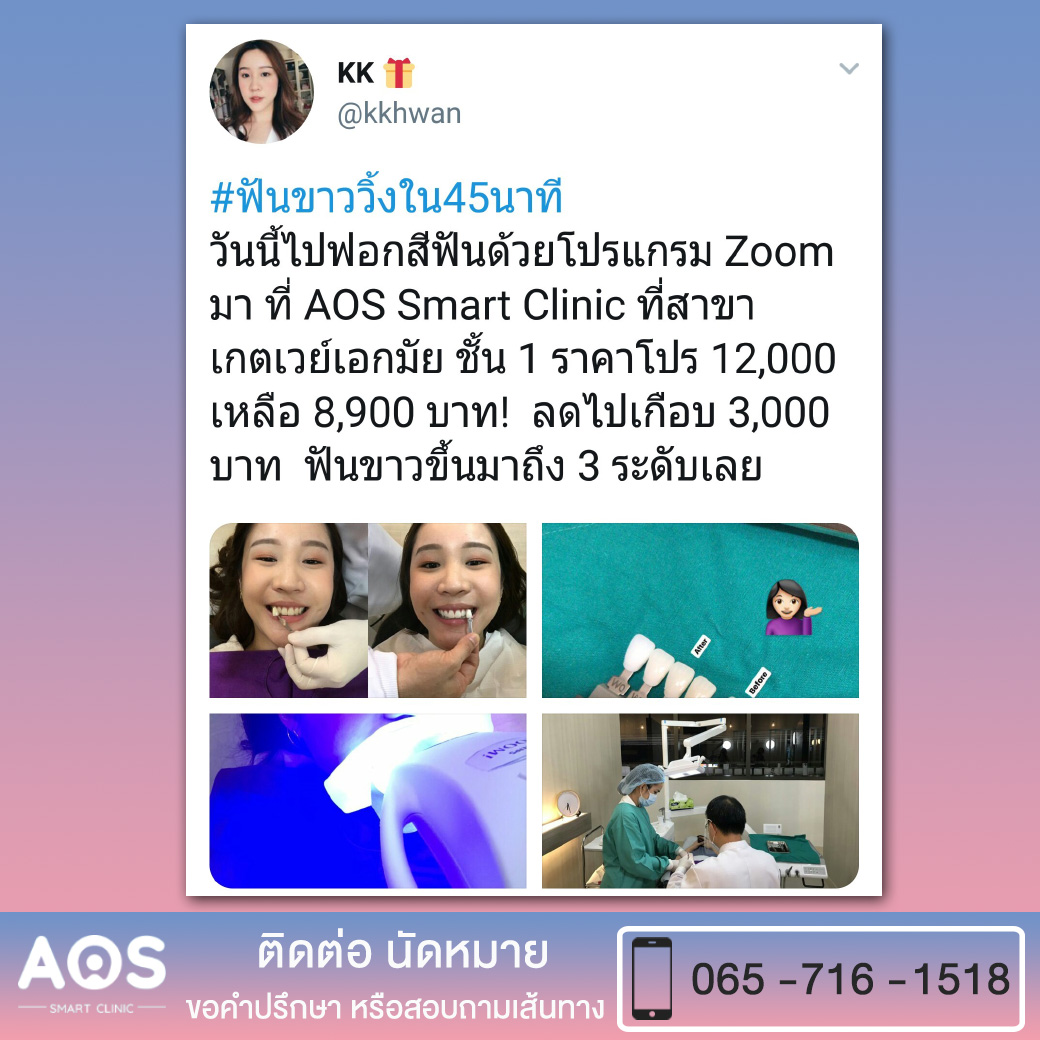 KK
@kkhwan
#ฟันขาววิ้งใน45นาที
วันนี้ไปฟอกสีฟันด้วยโปรแกรม Zoom
มา ที่ AOS Smart Clinic ที่สาขา
เกตเวย์เอกมัย ชั้น 1 ราคาโปร 12,000
เหลือ 8,900 บาท! ลดไปเกือบ 3,000
บาท ฟันขาวขึ้นมาถึง 3 ระดับเลย
After
Before
AOS
SMART CLINIC
ติดต่อ นัดหมาย
ขอคำปรึกษา หรือสอบถามเส้นทาง
065 -716 -1518